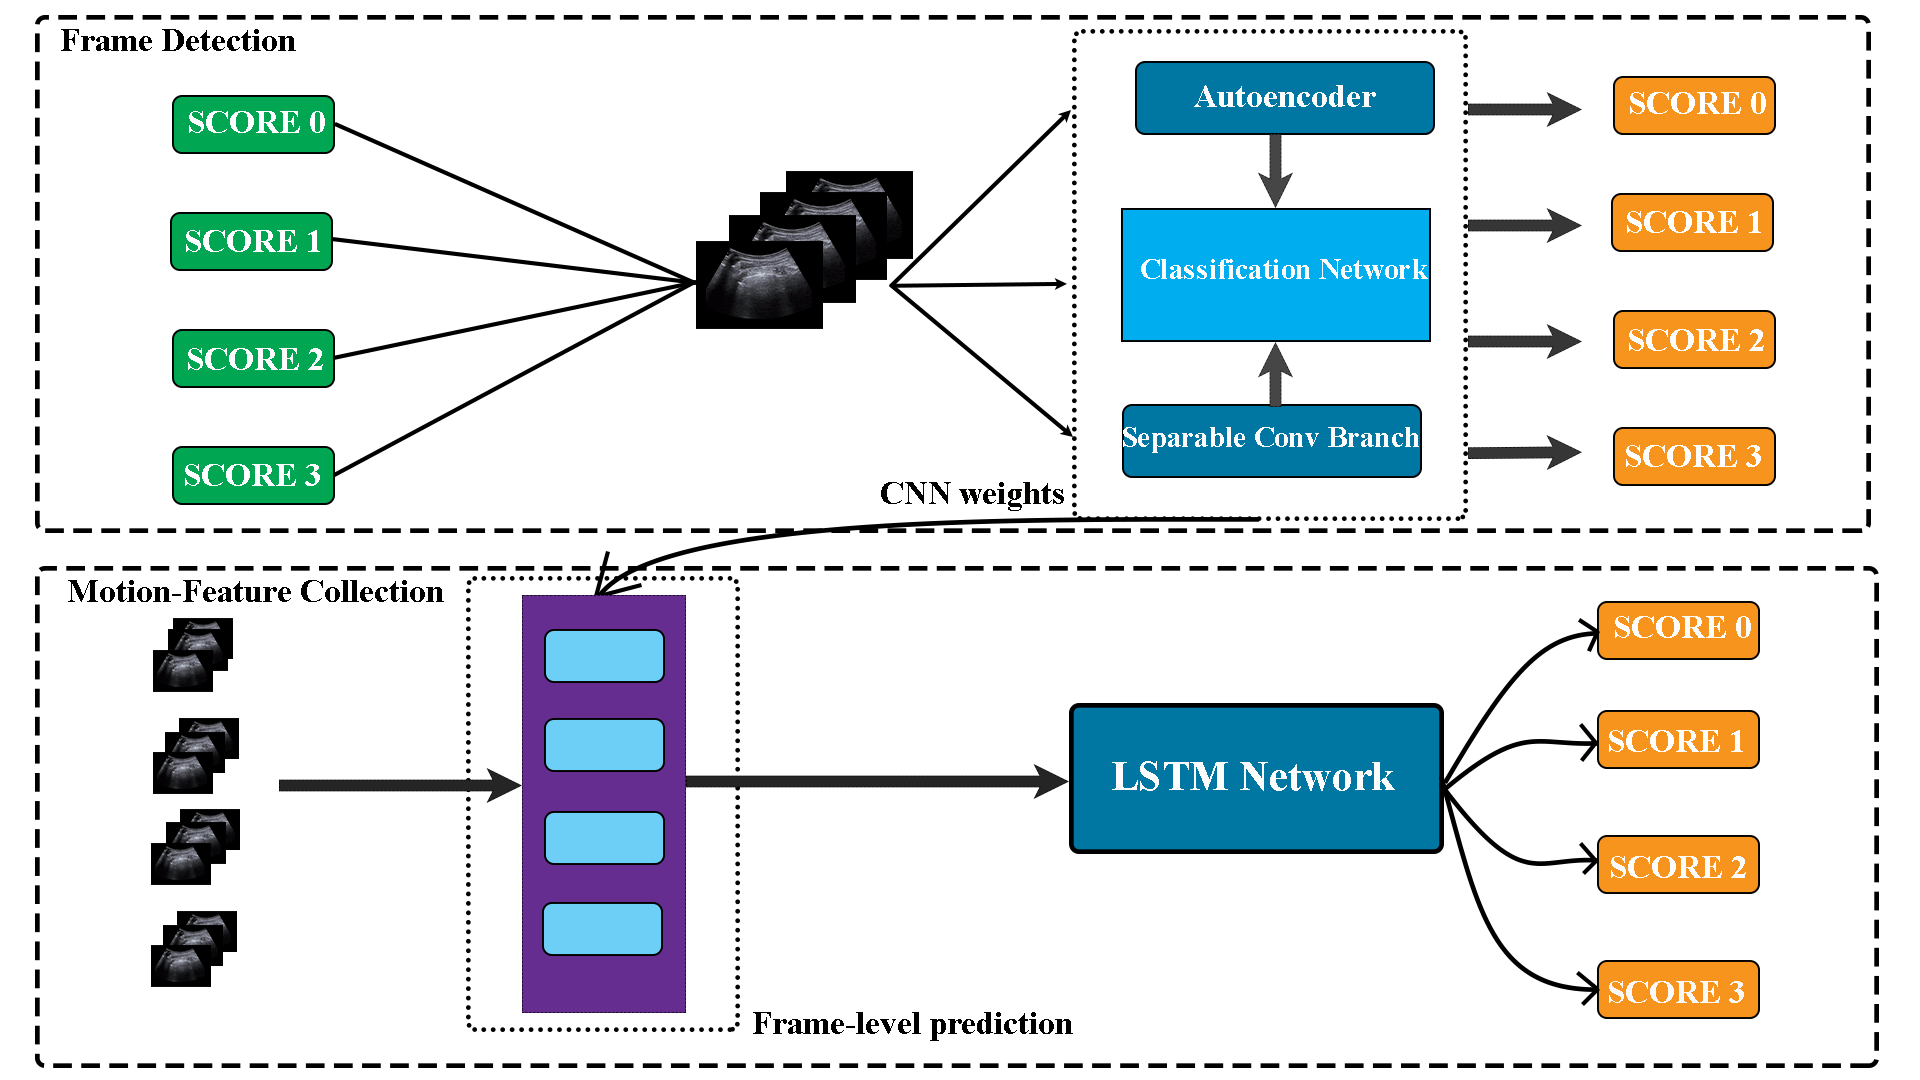 Frame Detection
SCORE 0
SCORE 1
SCORE 2
SCORE 3
Autoencoder
Classification Network
Separable Conv Branch
SCORE 0
SCORE 1
SCORE 2
SCORE 3
CNN weights
Motion-Feature Collection
LSTM Network
SCORE 0
SCORE 1
SCORE 2
SCORE 3
Frame-level prediction